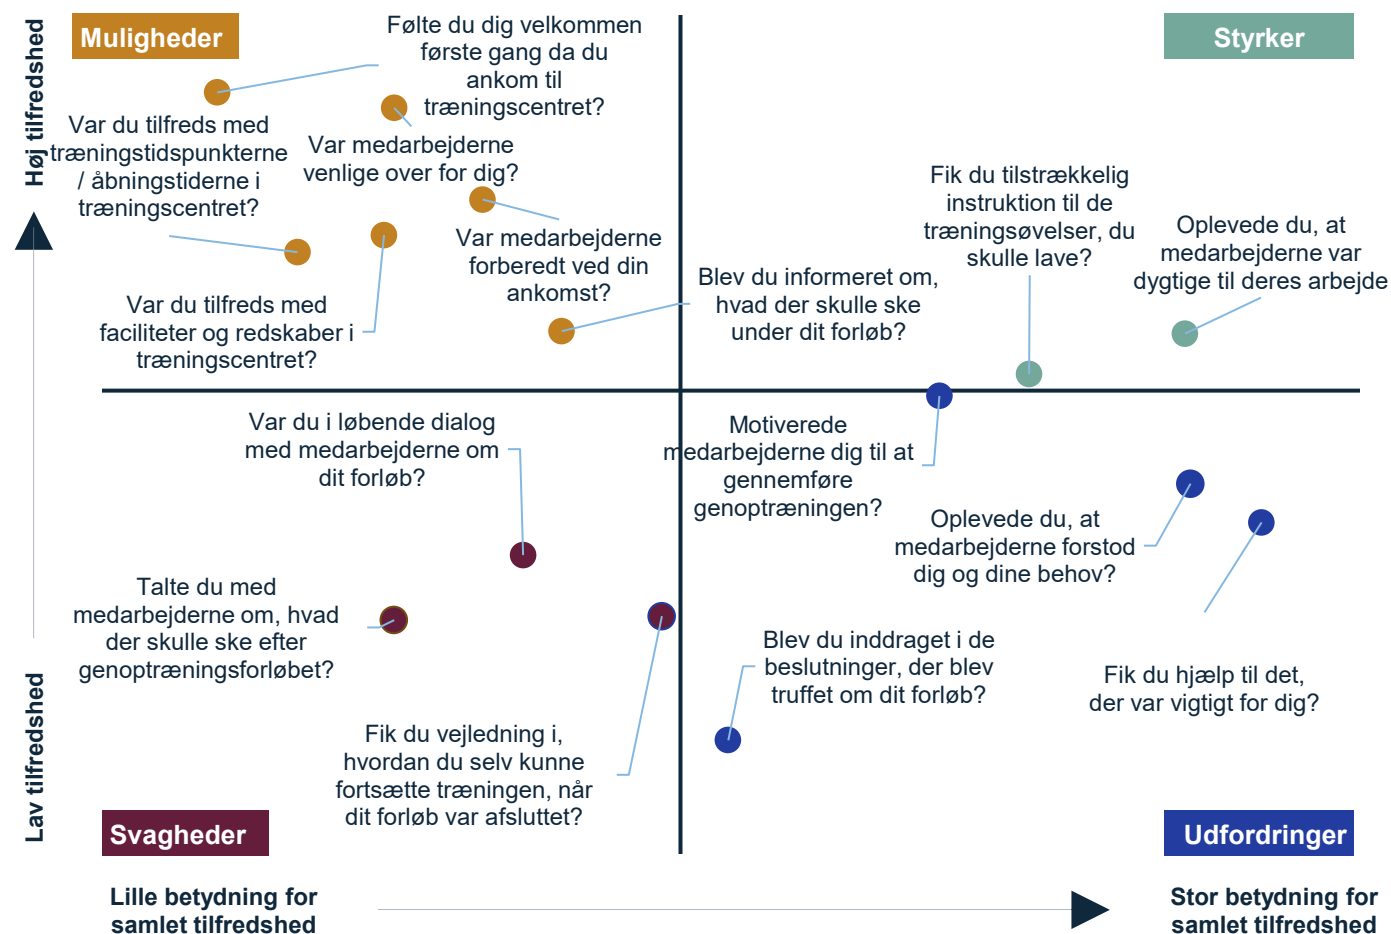 Høj tilfredshed
Muligheder
Styrker
Følte du dig velkommen
første gang da du
ankom til
træningscentret?
Var du tilfreds med
træningstidspunkterne
/ åbningstiderne i
træningscentret?
Var medarbejderne
venlige over for dig?
Var medarbejderne
forberedt ved din
ankomst?
Var du tilfreds med
faciliteter og redskaber i
træningscentret?
Blev du informeret om,
hvad der skulle ske
under dit forløb?
Fik du tilstrækkelig
instruktion til de
træningsøvelser, du
skulle lave?
Oplevede du, at
medarbejderne var
dygtige til deres arbejde
Var du i løbende dialog
med medarbejderne om
dit forløb?
Motiverede
medarbejderne dig til at
gennemføre
genoptræningen?
Oplevede du, at
medarbejderne forstod
dig og dine behov?
Talte du med
medarbejderne om, hvad
der skulle ske efter
genoptræningsforløbet?
Blev du inddraget i de
beslutninger, der blev
truffet om dit forløb?
Fik du hjælp til det,
der var vigtigt for dig?
Fik du vejledning i,
hvordan du selv kunne
fortsætte træningen, når
dit forløb var afsluttet?
Lav tilfredshed
Svagheder
Udfordringer
Lille betydning for
samlet tilfredshed
Stor betydning for
samlet tilfredshed